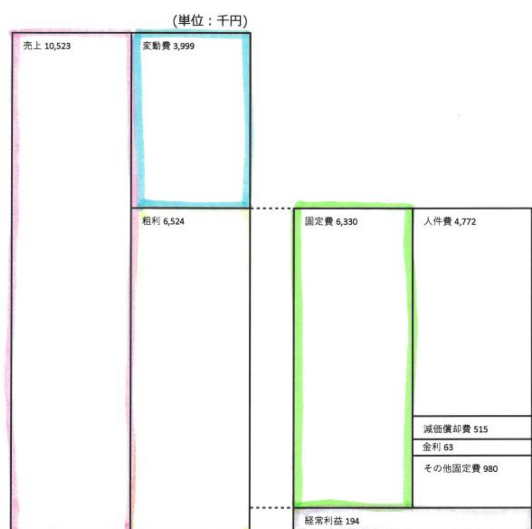 (単位：千円)
売上 10,523
変動費 3,999
粗利 6,524
固定費 6,330
人件費 4,772
減価償却費 515
金利 63
その他固定費 980
経常利益 194